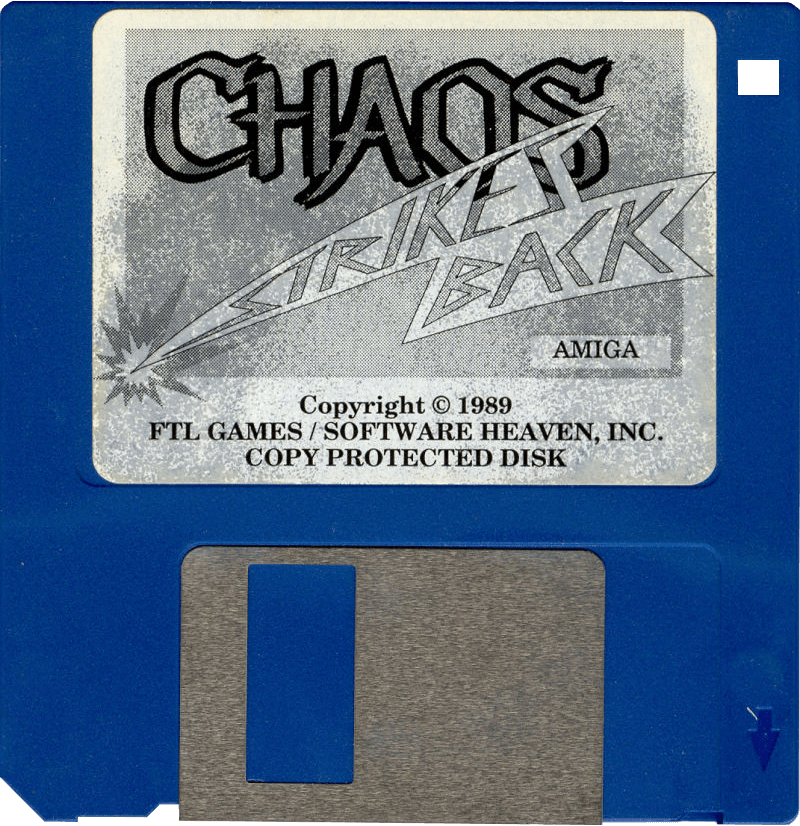 CHAOS
STRIKES
BACK
AMIGA
Copyright © 1989
FTL GAMES / SOFTWARE HEAVEN, INC.
COPY PROTECTED DISK